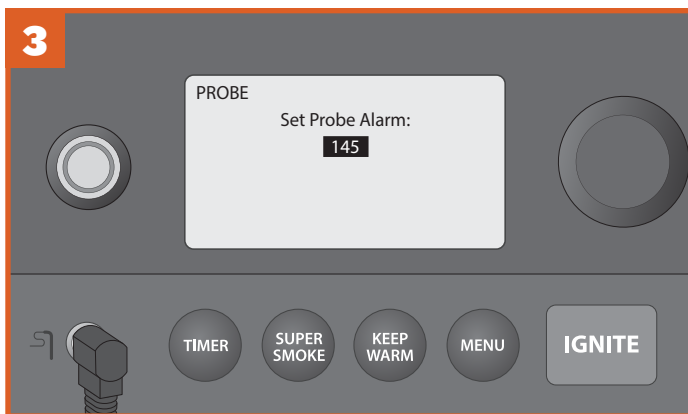 3
PROBE
Set Probe Alarm:
145
TIMER
SUPER
SMOKE
KEEP
WARM
MENU
IGNITE